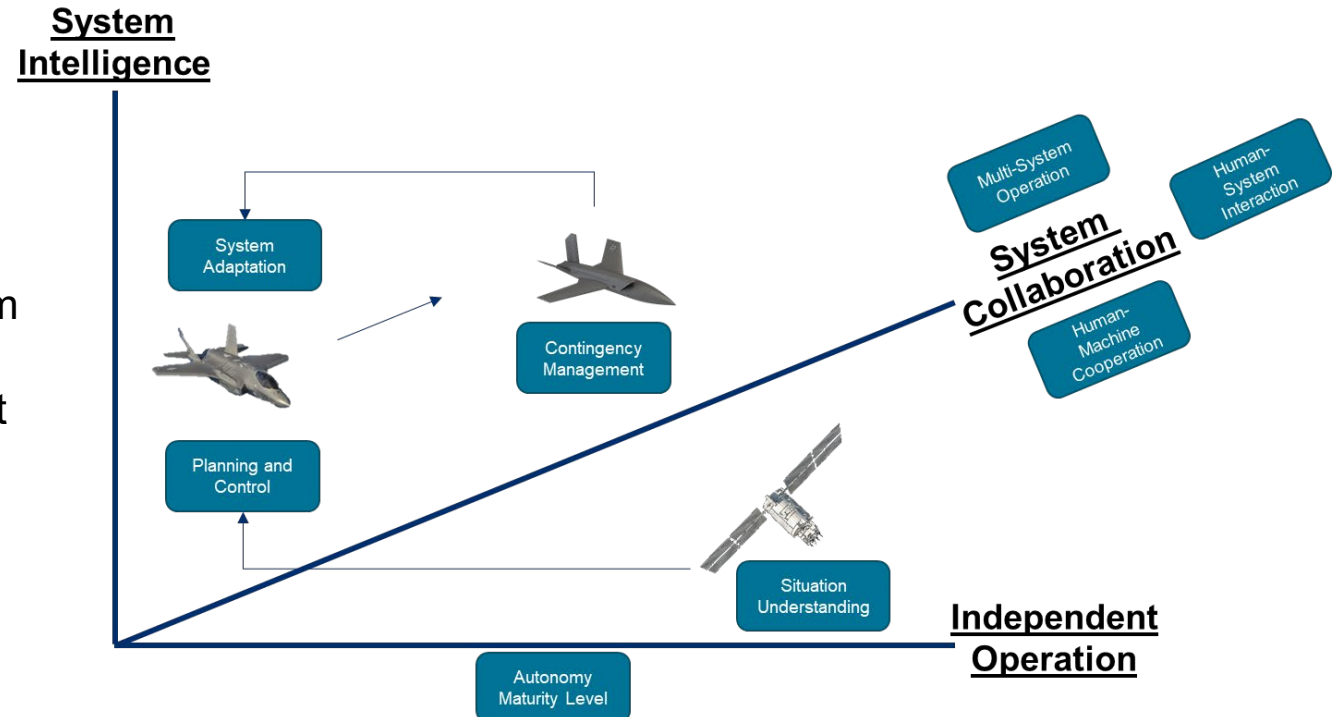 System
Intelligence
Multi-System
Operation
Human-
System
Interaction
System
Collaboration
Human-
Machine
Cooperation
System
Adaptation
m
Contingency
Management
t
Planning and
Control
Situation
Understanding
Independent
Operation
Autonomy
Maturity Level